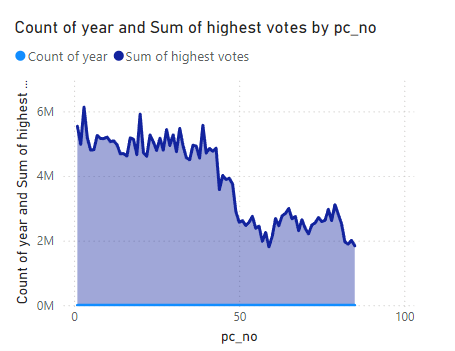 Count of year and Sum of highest votes by pc_no
Count of year Sum of highest votes
Count of year and Sum of highest ...
6M
4M
2M
0M
0 50 100
pc_no